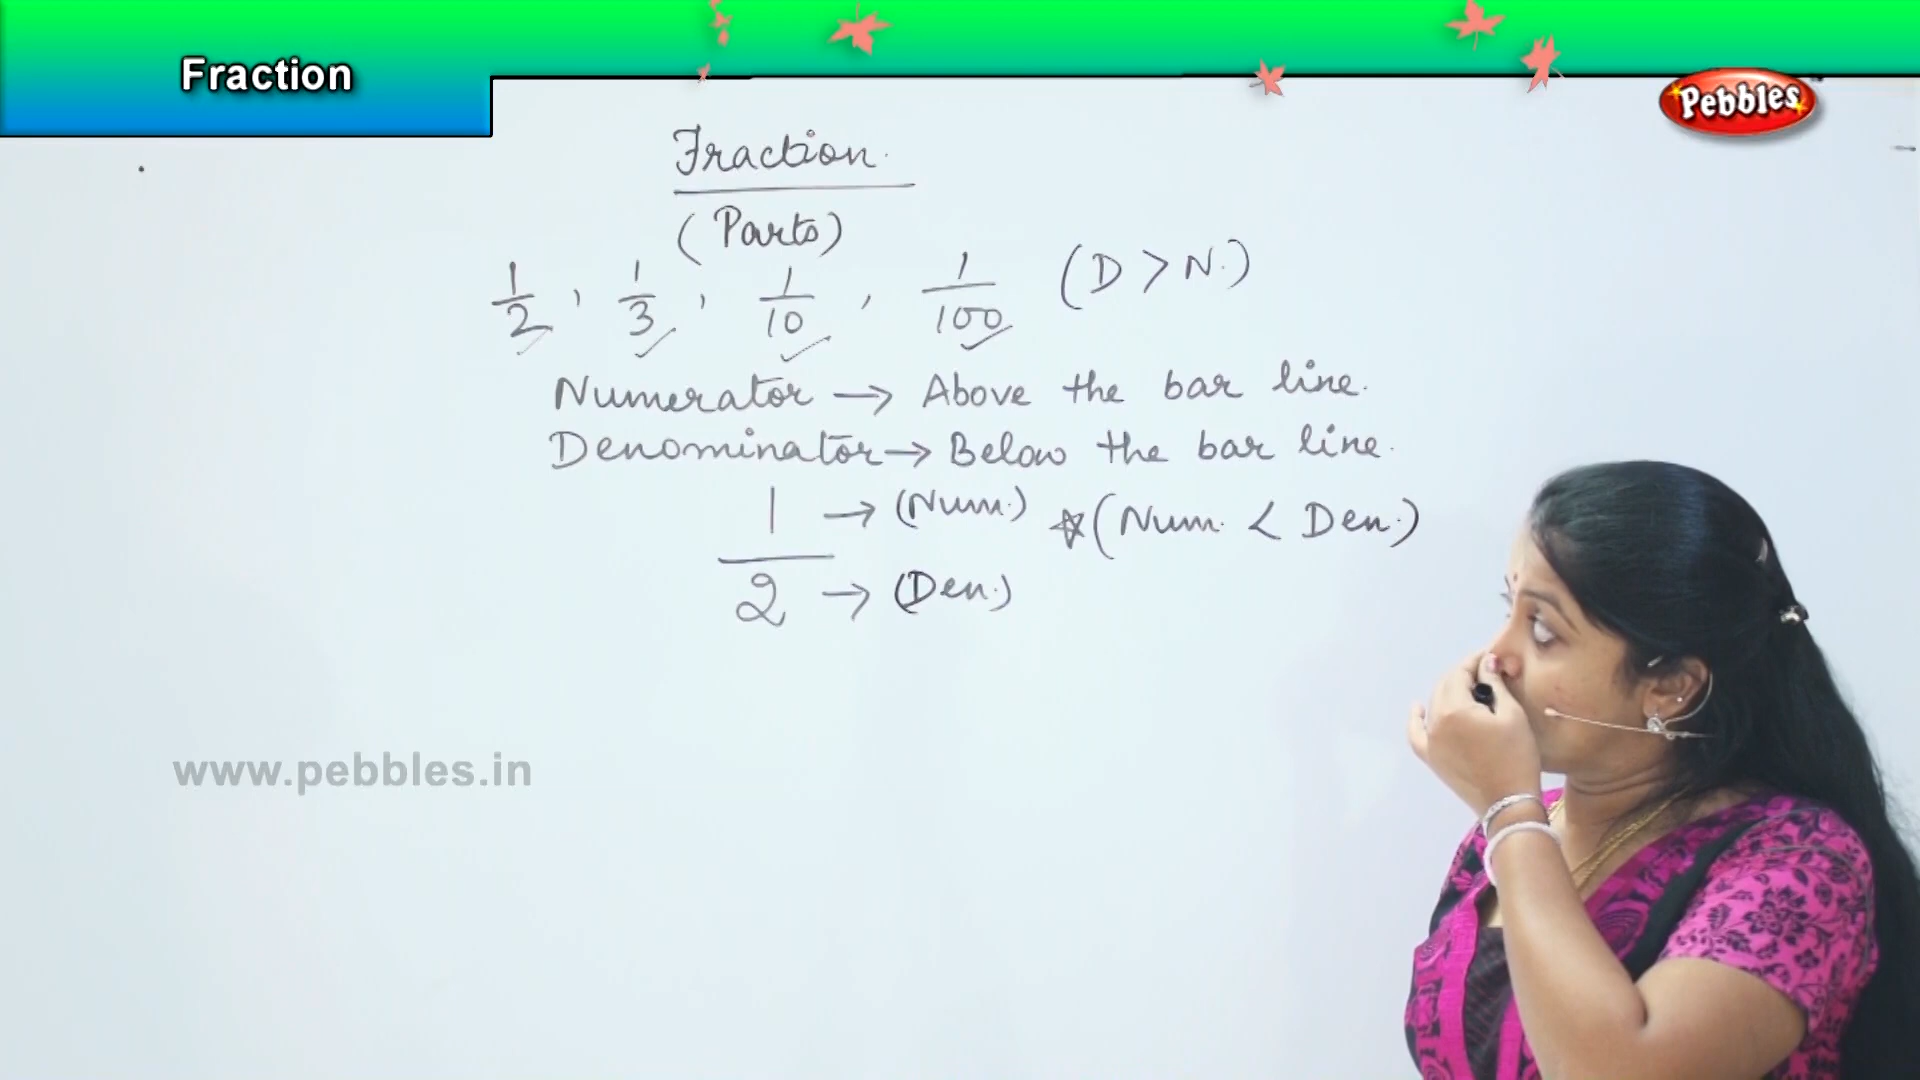 Fraction
Pebbles
Fraction.
(Parts)
1/2, 1/3, 1/10, 1/100 (D > N.)
Numerator → Above the bar line.
Denominator → Below the bar line.
1 → (Num.) ☆(Num. < Den.)
2 → (Den.)
www.pebbles.in